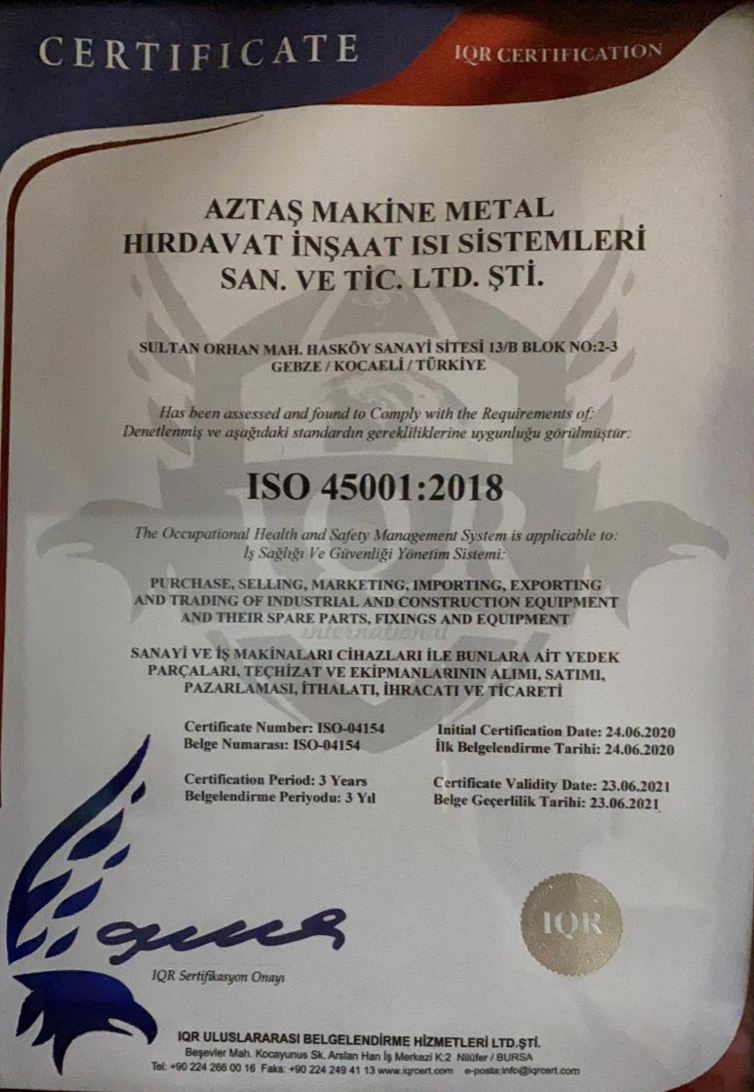 CERTIFICATE
IQR CERTIFICATION
AZTAŞ MAKİNE METAL
HIRDAVAT İNŞAAT ISI SİSTEMLERİ
SAN. VE TİC. LTD. ŞTİ.
SULTAN ORHAN MAH. HASKÖY SANAYİ SİTESİ 13/B BLOK NO:2-3
GEBZE / KOCAELİ / TÜRKİYE
Has been assessed and found to Comply with the Requirements of:
Denetlenmiş ve aşağıdaki standardın gerekliliklerine uygunluğu görülmüştür:
ISO 45001:2018
The Occupational Health and Safety Management System is applicable to:
İş Sağlığı Ve Güvenliği Yönetim Sistemi:
PURCHASE, SELLING, MARKETING, IMPORTING, EXPORTING
AND TRADING OF INDUSTRIAL AND CONSTRUCTION EQUIPMENT
AND THEIR SPARE PARTS, FIXINGS AND EQUIPMENT
international
SANAYİ VE İŞ MAKİNALARI CİHAZLARI İLE BUNLARA AİT YEDEK
PARÇALARI, TEÇHİZAT VE EKİPMANLARININ ALIMI, SATIMI,
PAZARLAMASI, İTHALATI, İHRACATI VE TİCARETİ
Certificate Number: ISO-04154
Belge Numarası: ISO-04154
Initial Certification Date: 24.06.2020
İlk Belgelendirme Tarihi: 24.06.2020
Certification Period: 3 Years
Belgelendirme Periyodu: 3 Yıl
Certificate Validity Date: 23.06.2021
Belge Geçerlilik Tarihi: 23.06.2021
IQR
IQR Sertifikasyon Onayı
IQR ULUSLARARASI BELGELENDİRME HİZMETLERİ LTD.ŞTİ.
Beşevler Mah. Kocayunus Sk. Arslan Han İş Merkezi K:2 Nilüfer / BURSA
Tel: +90 224 266 00 16 Faks: +90 224 249 41 13 www.iqrcert.com e-posta:info@iqrcert.com